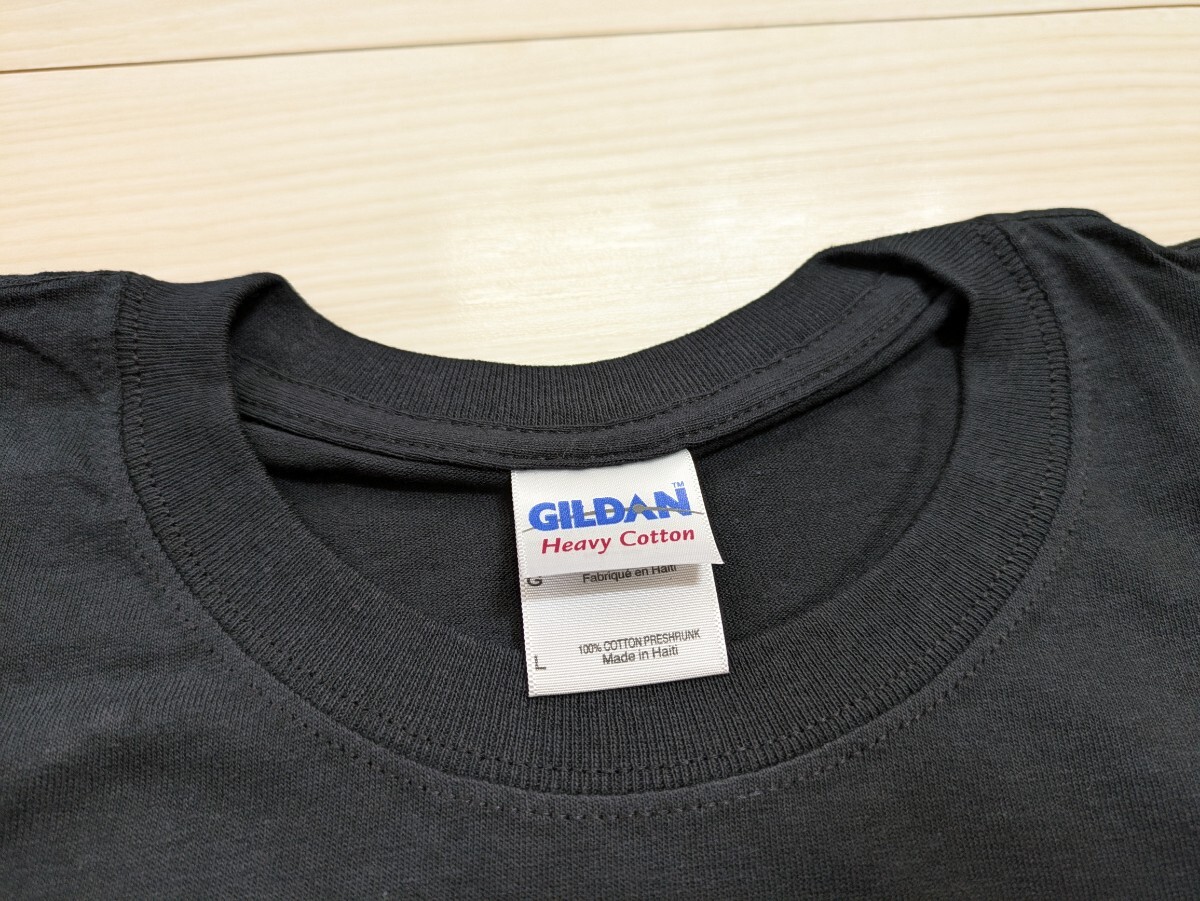 GILDAN™
Heavy Cotton
G
Fabriqué en Haïti
100% COTTON PRESHRUNK
L
Made in Haiti